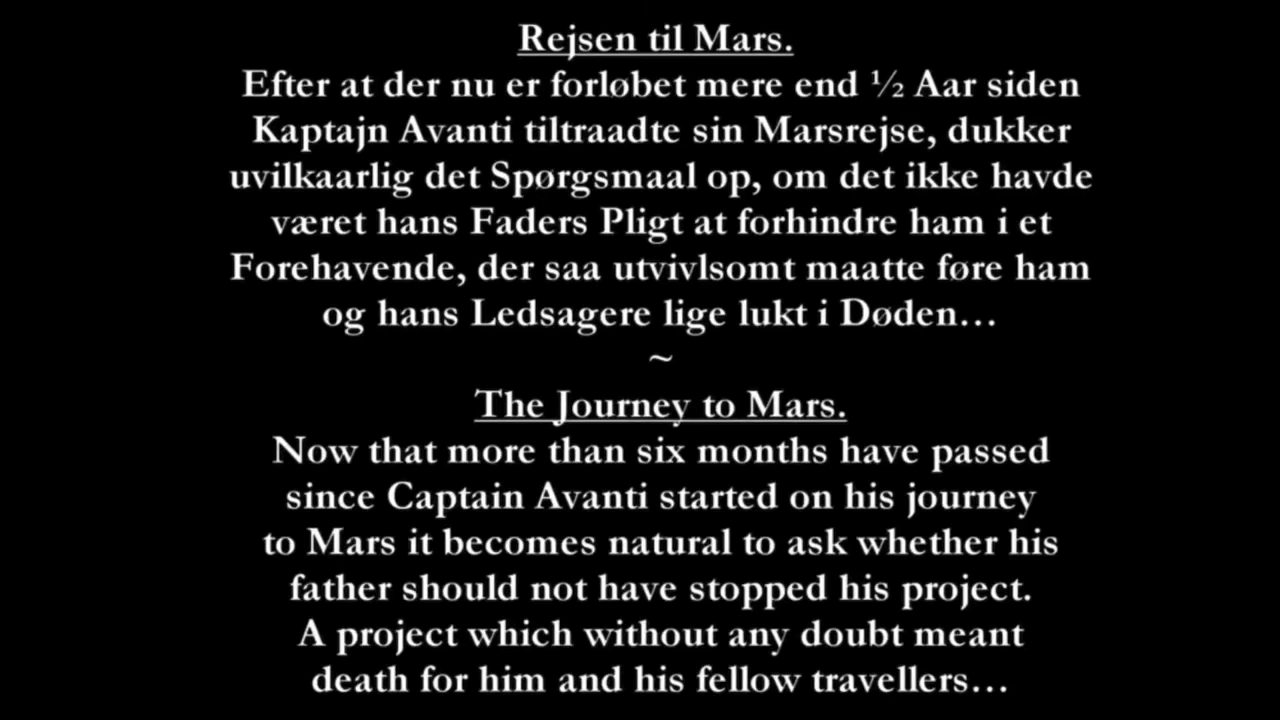 Rejsen til Mars.
Efter at der nu er forløbet mere end ½ Aar siden
Kaptajn Avanti tiltraadte sin Marsrejse, dukker
uvilkaarlig det Spørgsmaal op, om det ikke havde
været hans Faders Pligt at forhindre ham i et
Forehavende, der saa utvivlsomt maatte føre ham
og hans Ledsagere lige lukt i Døden...
~
The Journey to Mars.
Now that more than six months have passed
since Captain Avanti started on his journey
to Mars it becomes natural to ask whether his
father should not have stopped his project.
A project which without any doubt meant
death for him and his fellow travellers...